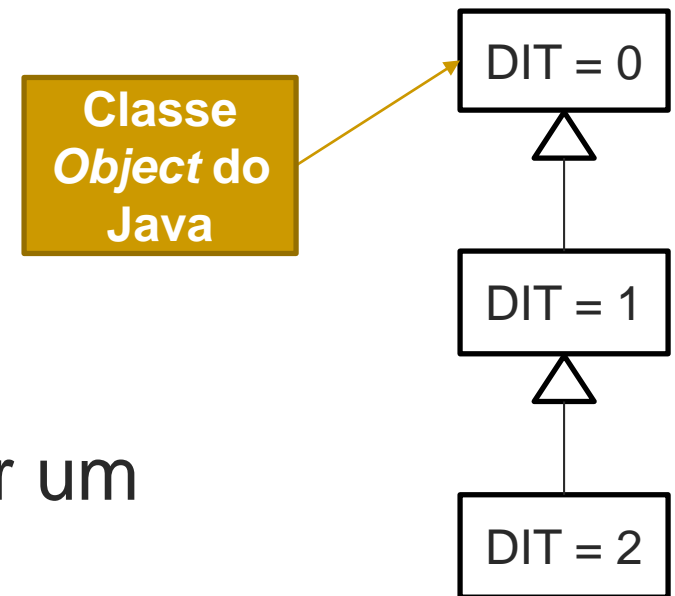 DIT = 0
Classe
Object do
Java
DIT = 1
r um
DIT = 2